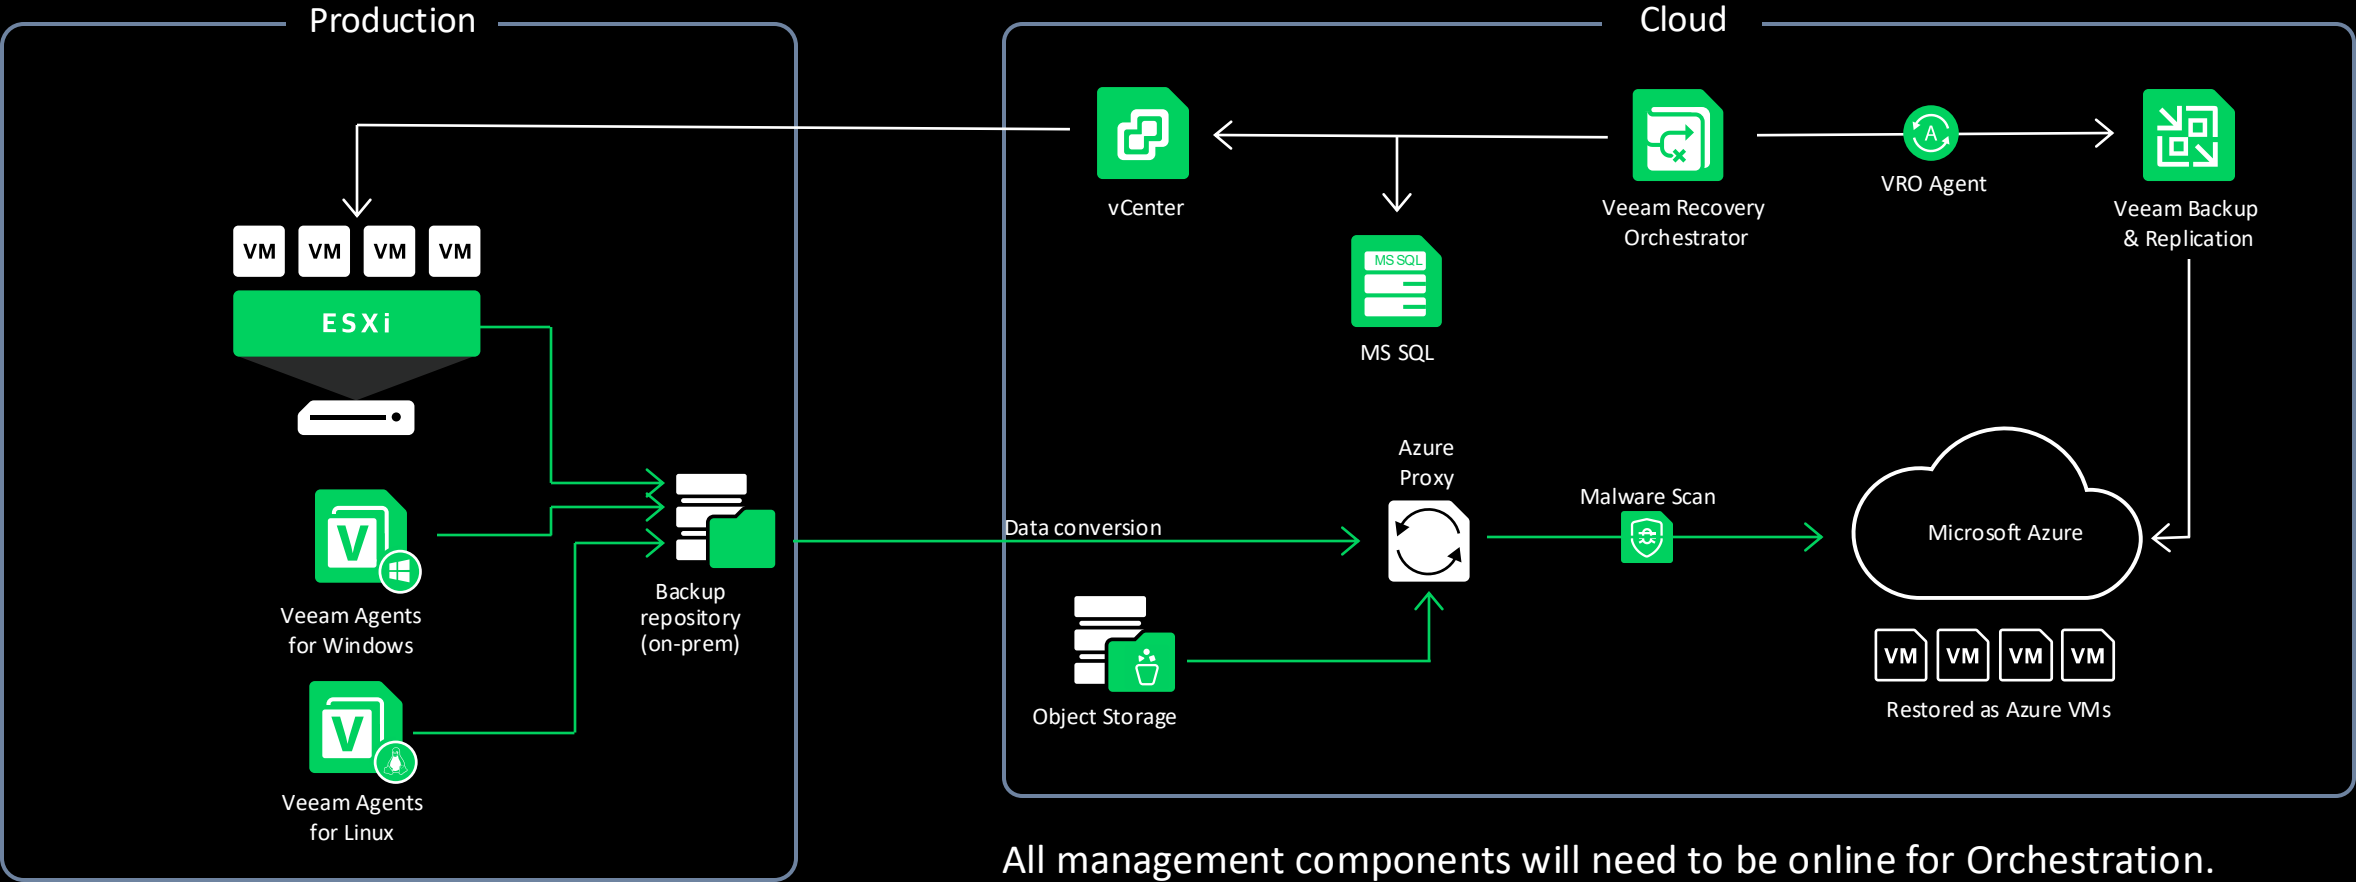 Production
Cloud
VM VM VM VM
ESXi
V
Veeam Agents
for Windows
V
Veeam Agents
for Linux
Backup
repository
(on-prem)
vCenter
MS SQL
MS SQL
Veeam Recovery
Orchestrator
A
VRO Agent
Veeam Backup
& Replication
Data conversion
Azure
Proxy
Malware Scan
Microsoft Azure
Object Storage
VM VM VM VM
Restored as Azure VMs
All management components will need to be online for Orchestration.